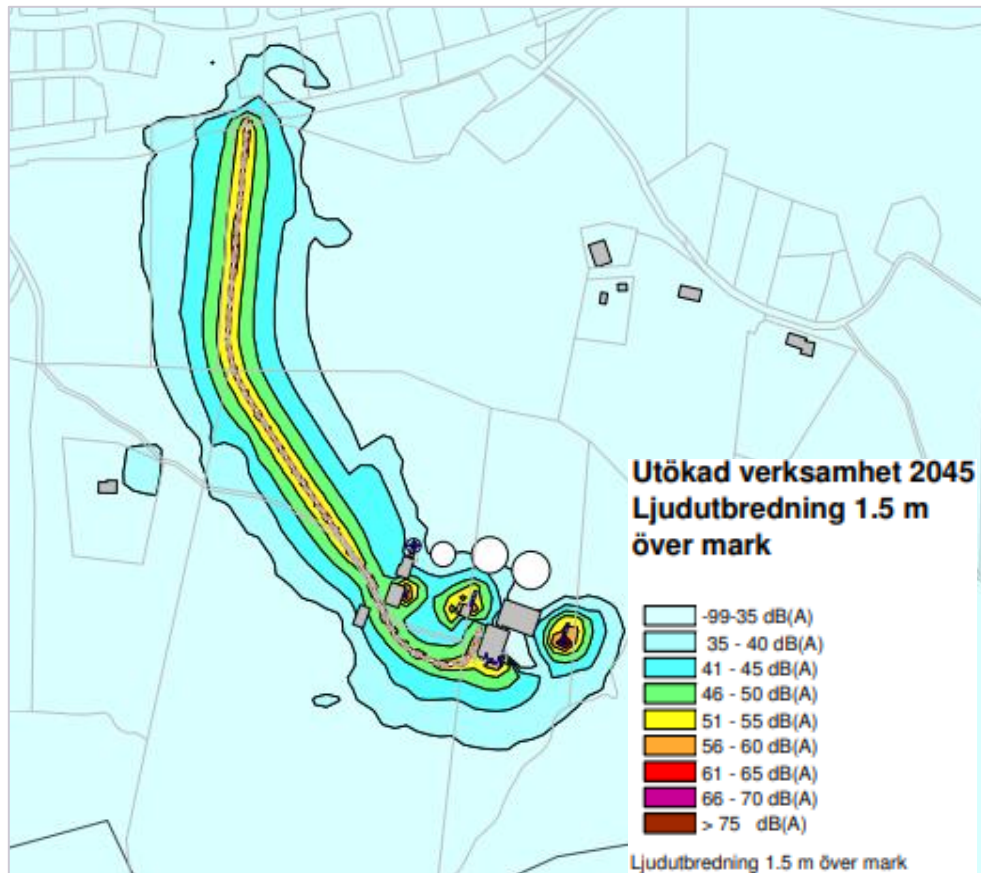 Utökad verksamhet 2045
Ljudutbredning 1.5 m
över mark
-99-35 dB(A)
35 - 40 dB(A)
41 - 45 dB(A)
46 - 50 dB(A)
51 - 55 dB(A)
56 - 60 dB(A)
61 - 65 dB(A)
66 - 70 dB(A)
> 75 dB(A)
Ljudutbredning 1.5 m över mark